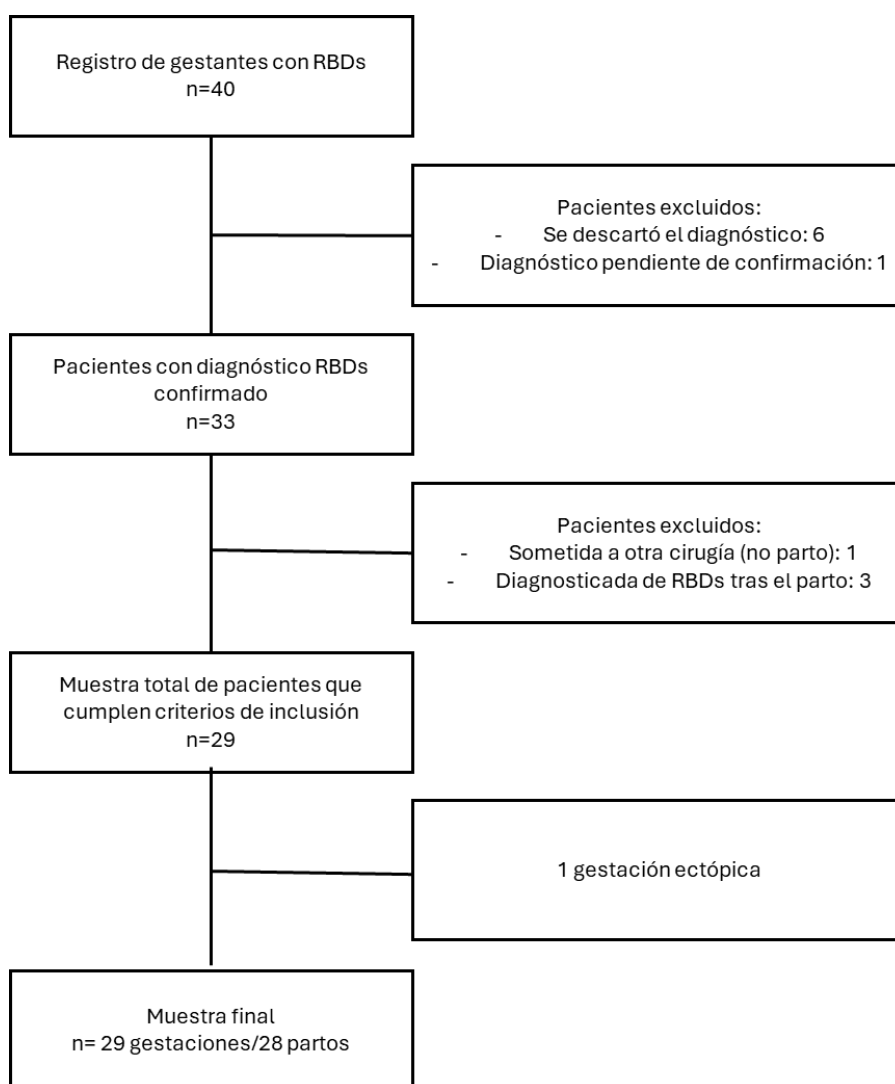 Registro de gestantes con RBDs
n=40
Pacientes excluidos:
- Se descartó el diagnóstico: 6
- Diagnóstico pendiente de confirmación: 1
Pacientes con diagnóstico RBDs
confirmado
n=33
Pacientes excluidos:
- Sometida a otra cirugía (no parto): 1
- Diagnosticada de RBDs tras el parto: 3
Muestra total de pacientes que
cumplen criterios de inclusión
n=29
1 gestación ectópica
Muestra final
n= 29 gestaciones/28 partos